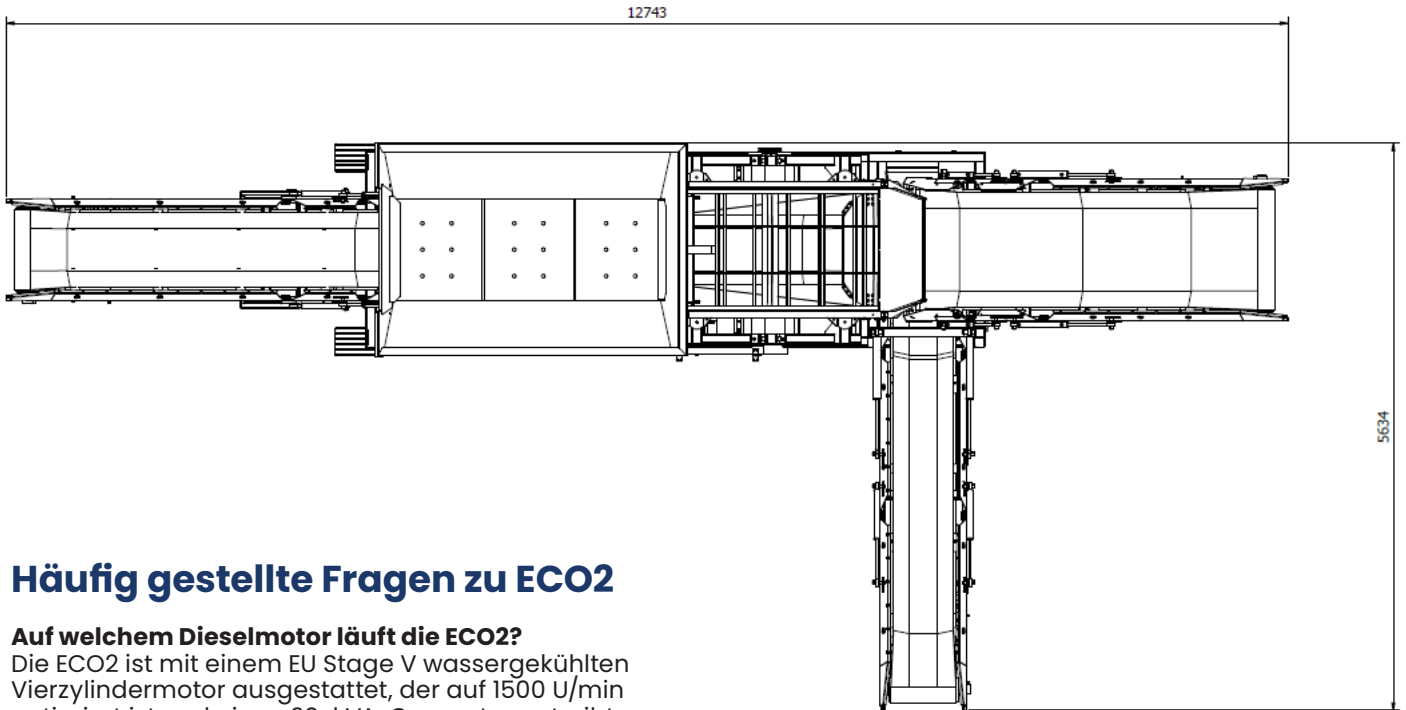 12743
5634
Häufig gestellte Fragen zu ECO2
Auf welchem Dieselmotor läuft die ECO2?
Die ECO2 ist mit einem EU Stage V wassergekühlten
Vierzylindermotor ausgestattet, der auf 1500 U/min